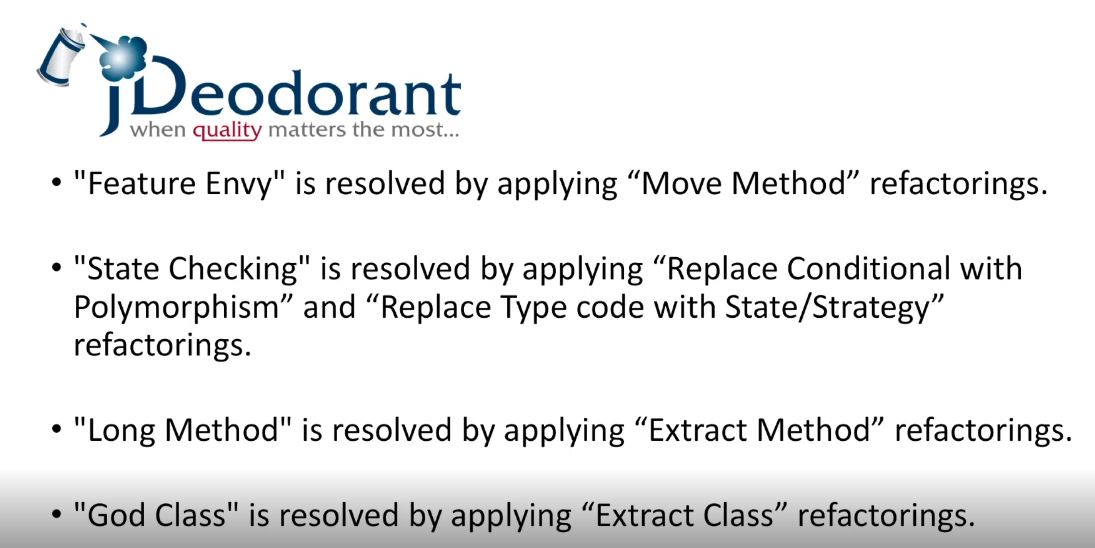 jDeodorant
when quality matters the most...
• "Feature Envy" is resolved by applying “Move Method” refactorings.
• "State Checking" is resolved by applying “Replace Conditional with
Polymorphism” and “Replace Type code with State/Strategy”
refactorings.
• "Long Method" is resolved by applying “Extract Method” refactorings.
• "God Class" is resolved by applying “Extract Class” refactorings.